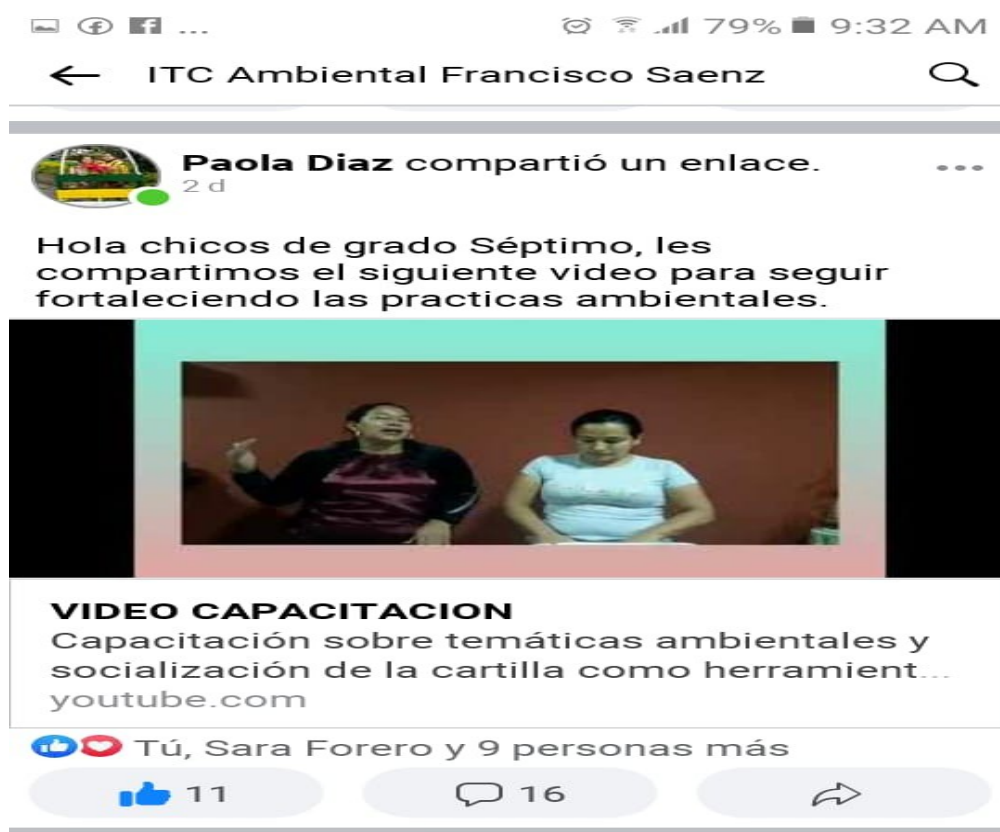 ... 79% 9:32 AM
ITC Ambiental Francisco Saenz
Paola Diaz compartió un enlace.
2 d
Hola chicos de grado Séptimo, les
compartimos el siguiente video para seguir
fortaleciendo las practicas ambientales.
VIDEO CAPACITACION
Capacitación sobre temáticas ambientales y
socialización de la cartilla como herramient...
youtube.com
Tú, Sara Forero y 9 personas más
11 16